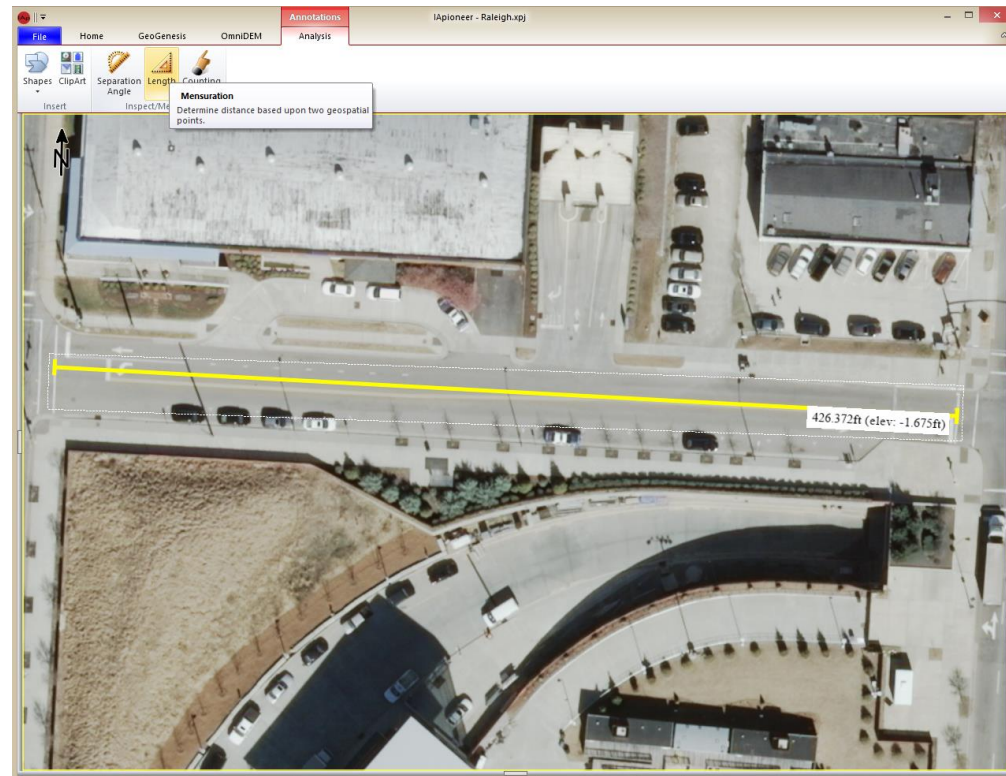 Annotations
IApioneer - Raleigh.xpj
File
Home
GeoGenesis
OmniDEM
Analysis
Shapes
ClipArt
Separation
Angle
Length
Counting
Insert
Inspect/Me
Mensuration
Determine distance based upon two geospatial
points.
N
426.372ft (elev: -1.675ft)